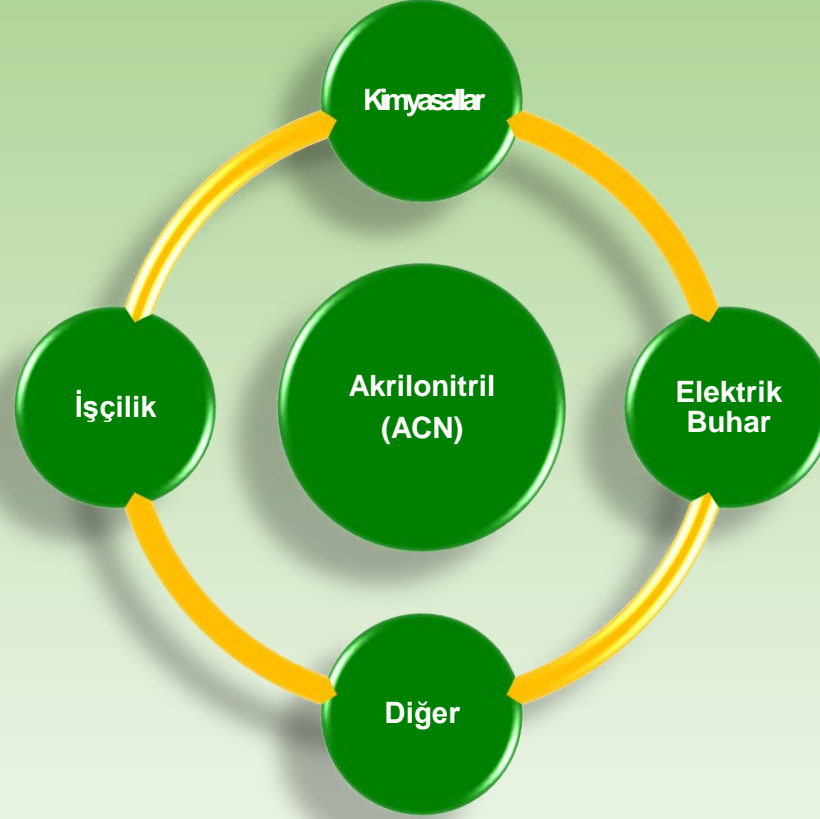 Kimyasallar
İşçilik
Akrilonitril
(ACN)
Elektrik
Buhar
Diğer